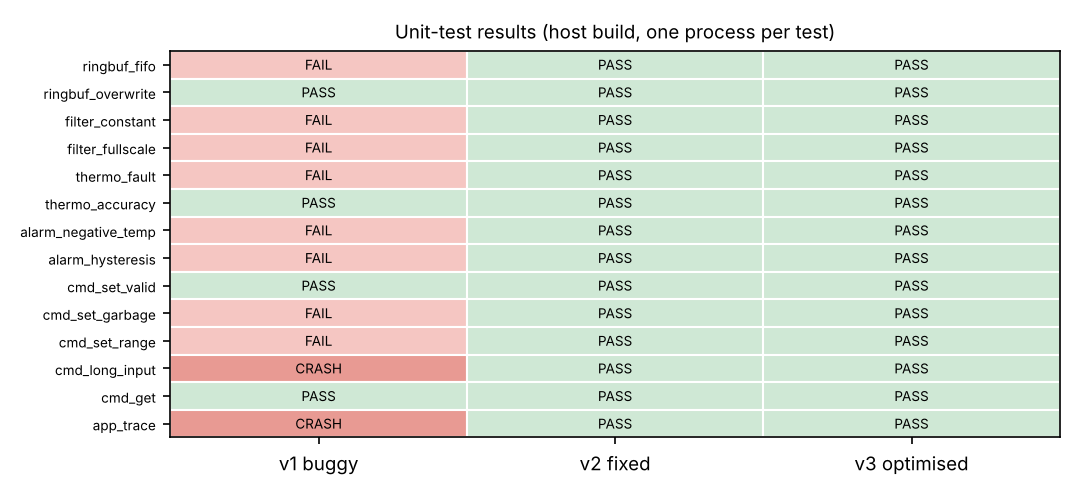 Unit-test results (host build, one process per test)
ringbuf_fifo FAIL PASS PASS
ringbuf_overwrite PASS PASS PASS
filter_constant FAIL PASS PASS
filter_fullscale FAIL PASS PASS
thermo_fault FAIL PASS PASS
thermo_accuracy PASS PASS PASS
alarm_negative_temp FAIL PASS PASS
alarm_hysteresis FAIL PASS PASS
cmd_set_valid PASS PASS PASS
cmd_set_garbage FAIL PASS PASS
cmd_set_range FAIL PASS PASS
cmd_long_input CRASH PASS PASS
cmd_get PASS PASS PASS
app_trace CRASH PASS PASS
v1 buggy v2 fixed v3 optimised